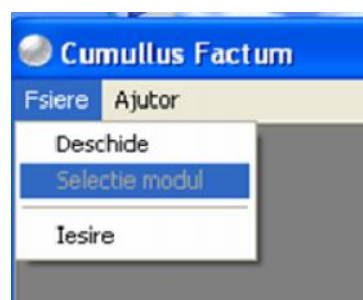 Cumullus Factum
Fsiere Ajutor
Deschide
Selectie modul
Iesire